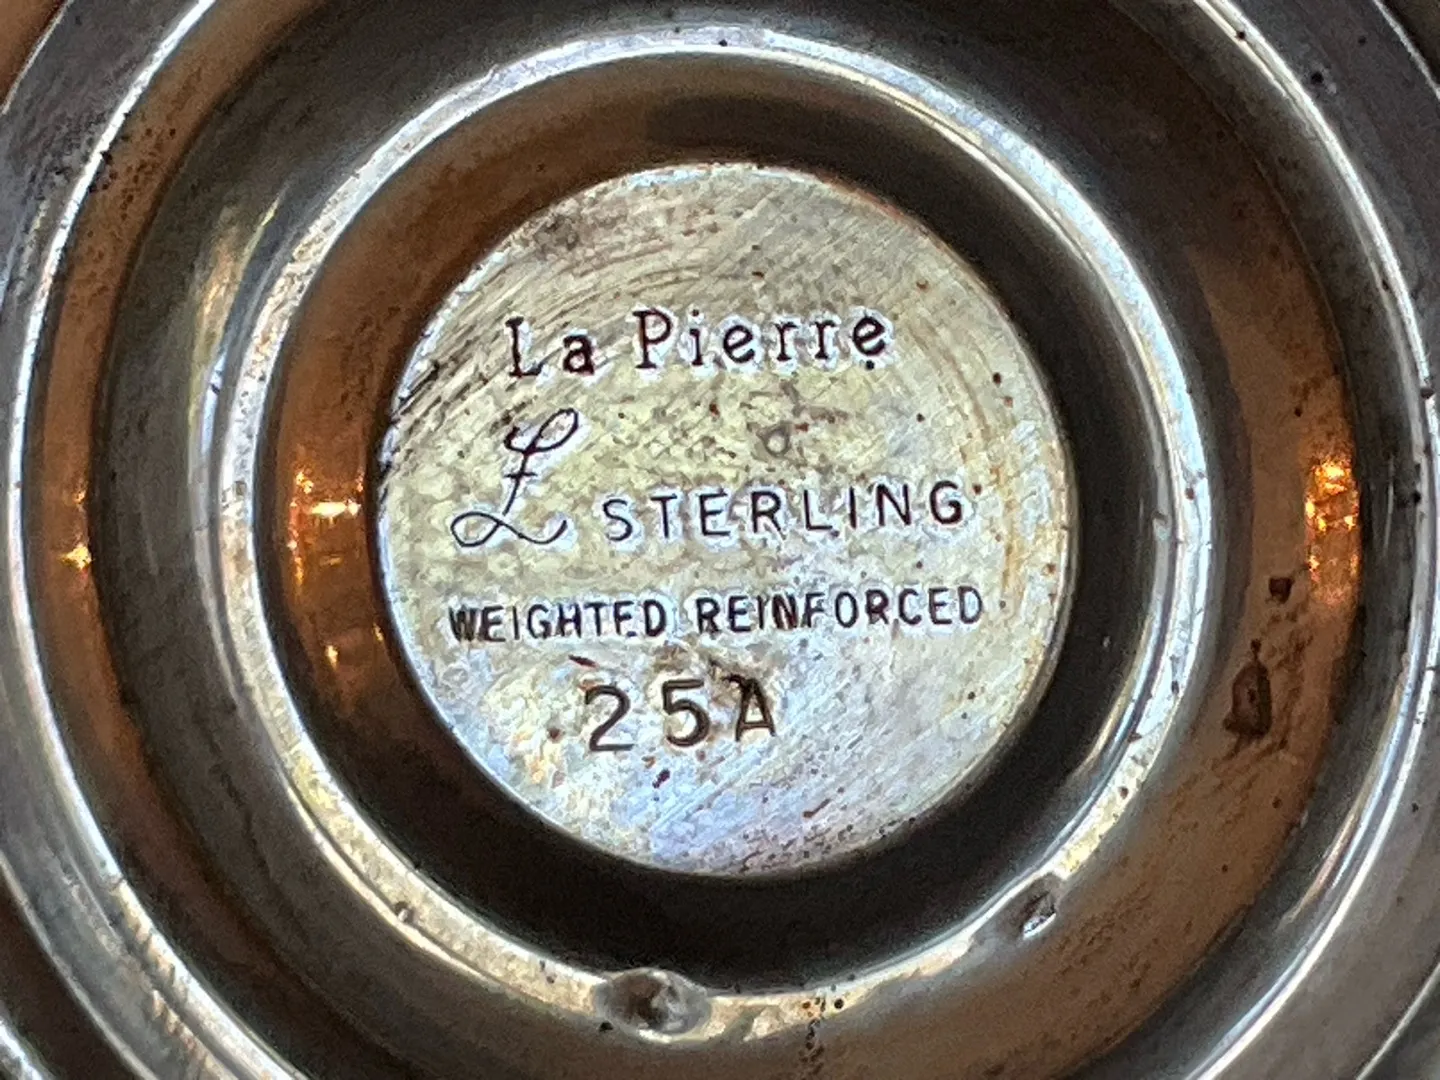 La Pierre
L STERLING
WEIGHTED REINFORCED
25A